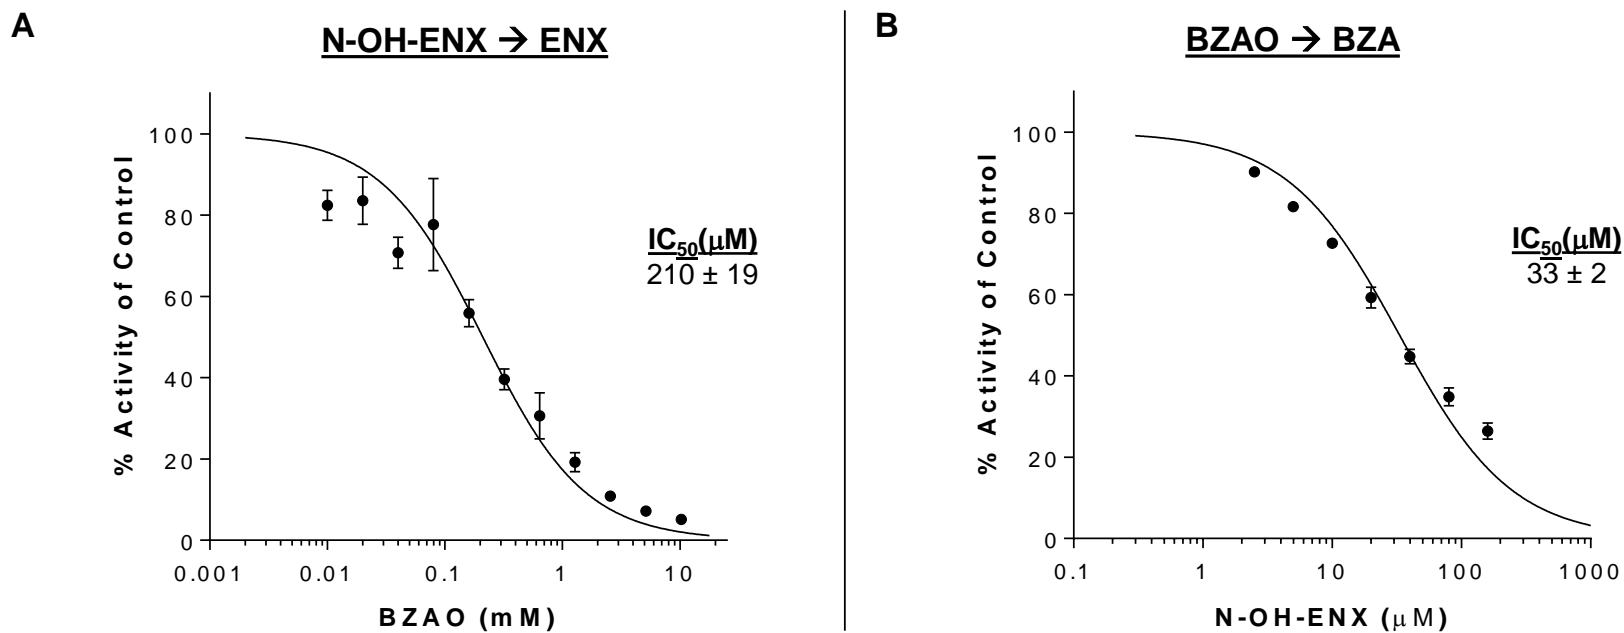 A
N-OH-ENX → ENX
% Activity of Control
100
80
60
40
20
0
0.001
0.01
0.1
1
10
BZAO (mM)
IC50(μM)
210 ± 19
B
BZAO → BZA
% Activity of Control
100
80
60
40
20
0
0.1
1
10
100
1000
N-OH-ENX (μM)
IC50(μM)
33 ± 2